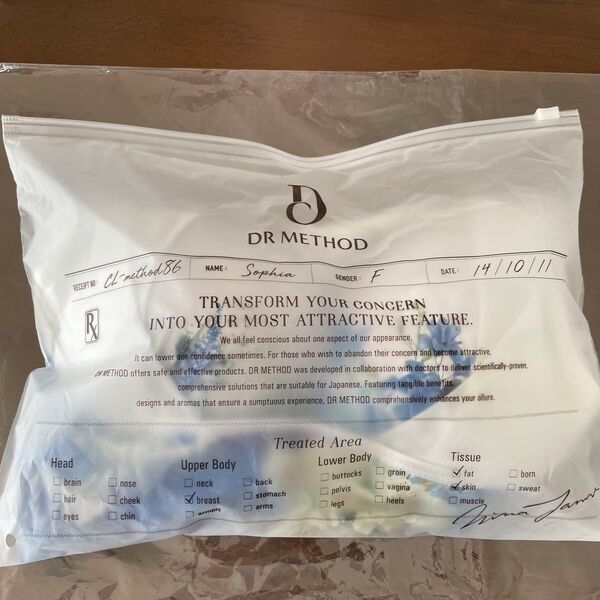 DR METHOD
RECEIPT NO: CL-method86 NAME: Sophia GENDER: F DATE: 14/10/11
Rx
TRANSFORM YOUR CONCERN
INTO YOUR MOST ATTRACTIVE FEATURE.
We all feel conscious about one aspect of our appearance.
It can lower our confidence sometimes. For those who wish to abandon their concern and become attractive,
DR METHOD offers safe and effective products. DR METHOD was developed in collaboration with doctors to deliver scientifically-proven,
comprehensive solutions that are suitable for Japanese. Featuring tangible benefits,
designs and aromas that ensure a sumptuous experience, DR METHOD comprehensively enhances your allure.
Treated Area
Head Upper Body Lower Body Tissue
brain nose neck back buttocks groin fat born
hair cheek breast stomach pelvis vagina skin sweat
eyes chin armpit arms legs heels muscle